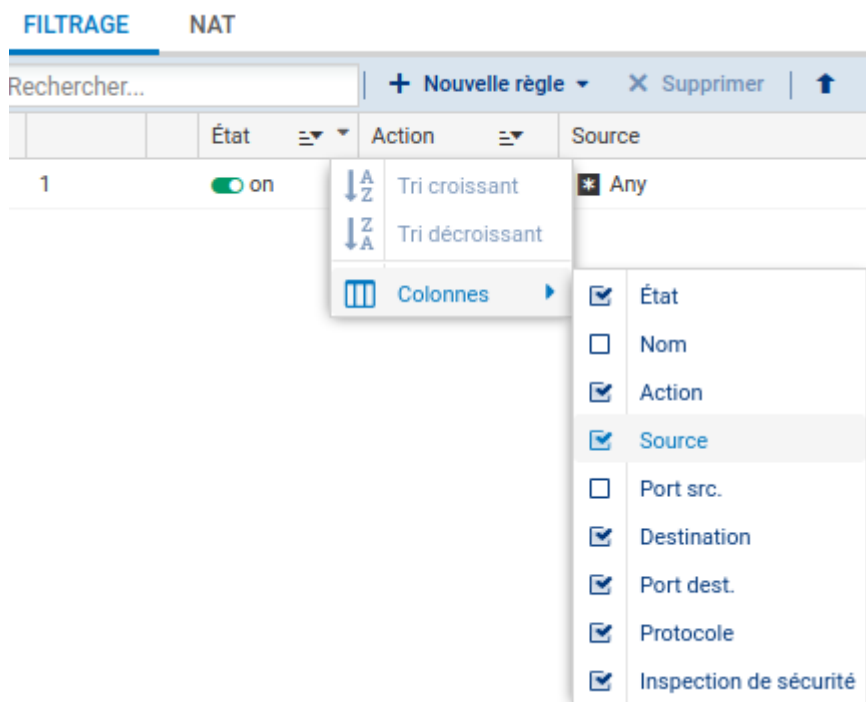 FILTRAGE NAT
Rechercher... + Nouvelle règle Supprimer
État Action Source
1 on Any
Tri croissant
Tri décroissant
Colonnes
État
Nom
Action
Source
Port src.
Destination
Port dest.
Protocole
Inspection de sécurité